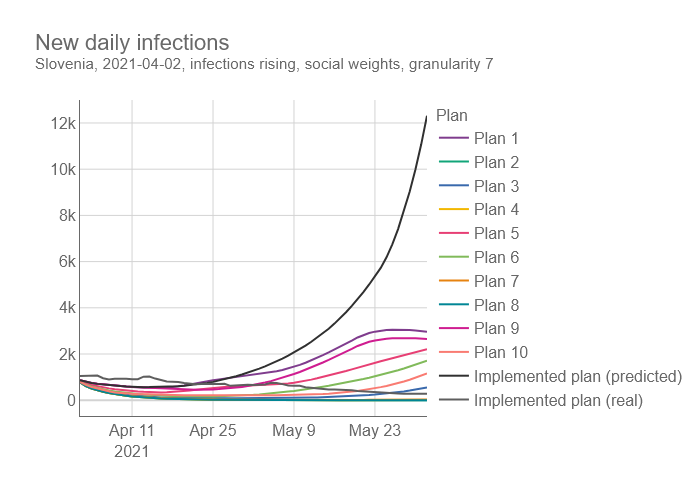 New daily infections
Slovenia, 2021-04-02, infections rising, social weights, granularity 7
12k
10k
8k
6k
4k
2k
0
Apr 11
2021
Apr 25
May 9
May 23
Plan
Plan 1
Plan 2
Plan 3
Plan 4
Plan 5
Plan 6
Plan 7
Plan 8
Plan 9
Plan 10
Implemented plan (predicted)
Implemented plan (real)